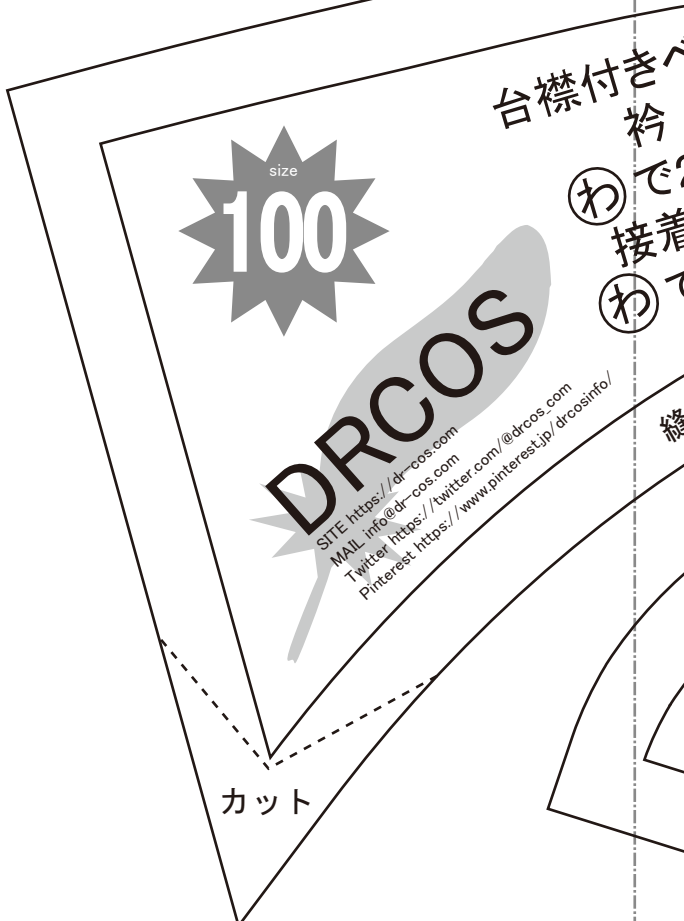 size
100
台襟付き
衿
わ で2
接着
わ で
縫
DRCOS
SITE https://dr-cos.com
MAIL info@dr-cos.com
Twitter https://twitter.com/@drcos_com
Pinterest https://www.pinterest.jp/drcosinfo/
カット